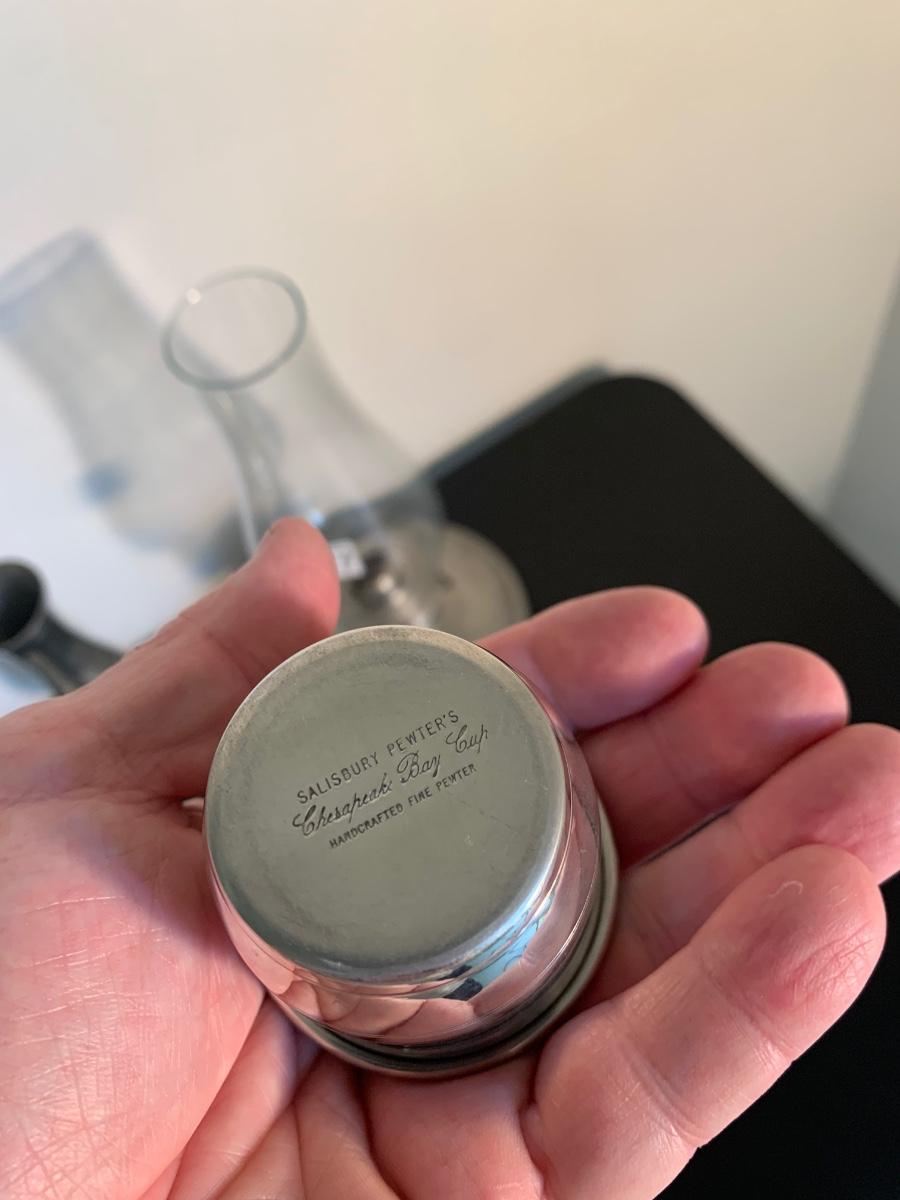 SALISBURY PEWTER'S
Chesapeake Bay Cup
HANDCRAFTED FINE PEWTER